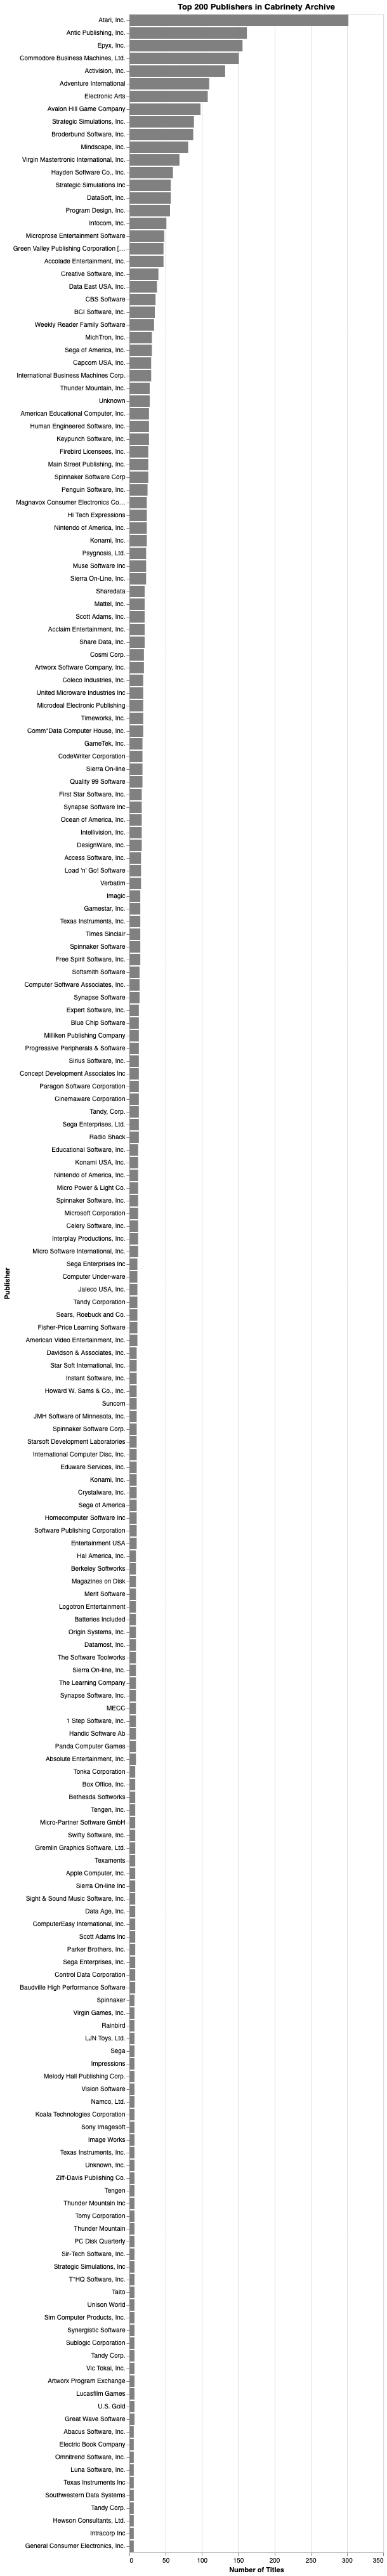 Top 200 Publishers in Cabrinety Archive
Atari, Inc.
Antic Publishing, Inc.
Epyx, Inc.
Commodore Business Machines, Ltd.
Activision, Inc.
Adventure International
Electronic Arts
Avalon Hill Game Company
Strategic Simulations, Inc.
Broderbund Software, Inc.
Mindscape, Inc.
Virgin Mastertronic International, Inc.
Hayden Software Co., Inc.
Strategic Simulations Inc
DataSoft, Inc.
Program Design, Inc.
Infocom, Inc.
Microprose Entertainment Software
Green Valley Publishing Corporation [...
Accolade Entertainment, Inc.
Creative Software, Inc.
Data East USA, Inc.
CBS Software
BCI Software, Inc.
Weekly Reader Family Software
MichTron, Inc.
Sega of America, Inc.
Capcom USA, Inc.
International Business Machines Corp.
Thunder Mountain, Inc.
Unknown
American Educational Computer, Inc.
Human Engineered Software, Inc.
Keypunch Software, Inc.
Firebird Licensees, Inc.
Main Street Publishing, Inc.
Spinnaker Software Corp
Penguin Software, Inc.
Magnavox Consumer Electronics Co...
Hi Tech Expressions
Nintendo of America, Inc.
Konami, Inc.
Psygnosis, Ltd.
Muse Software Inc
Sierra On-Line, Inc.
Sharedata
Mattel, Inc.
Scott Adams, Inc.
Acclaim Entertainment, Inc.
Share Data, Inc.
Cosmi Corp.
Artworx Software Company, Inc.
Coleco Industries, Inc.
United Microware Industries Inc
Microdeal Electronic Publishing
Timeworks, Inc.
Comm*Data Computer House, Inc.
GameTek, Inc.
CodeWriter Corporation
Sierra On-line
Quality 99 Software
First Star Software, Inc.
Synapse Software Inc
Ocean of America, Inc.
Intellivision, Inc.
DesignWare, Inc.
Access Software, Inc.
Load 'n' Go! Software
Verbatim
Imagic
Gamestar, Inc.
Texas Instruments, Inc.
Times Sinclair
Spinnaker Software
Free Spirit Software, Inc.
Softsmith Software
Computer Software Associates, Inc.
Synapse Software
Expert Software, Inc.
Blue Chip Software
Milliken Publishing Company
Progressive Peripherals & Software
Sirius Software, Inc.
Concept Development Associates Inc
Paragon Software Corporation
Cinemaware Corporation
Tandy, Corp.
Sega Enterprises, Ltd.
Radio Shack
Educational Software, Inc.
Konami USA, Inc.
Nintendo of America, Inc.
Micro Power & Light Co.
Spinnaker Software, Inc.
Microsoft Corporation
Celery Software, Inc.
Interplay Productions, Inc.
Micro Software International, Inc.
Sega Enterprises Inc
Computer Under-ware
Jaleco USA, Inc.
Tandy Corporation
Sears, Roebuck and Co.
Fisher-Price Learning Software
American Video Entertainment, Inc.
Davidson & Associates, Inc.
Star Soft International, Inc.
Instant Software, Inc.
Howard W. Sams & Co., Inc.
Suncom
JMH Software of Minnesota, Inc.
Spinnaker Software Corp.
Starsoft Development Laboratories
International Computer Disc, Inc.
Eduware Services, Inc.
Konami, Inc.
Crystalware, Inc.
Sega of America
Homecomputer Software Inc
Software Publishing Corporation
Entertainment USA
Hal America, Inc.
Berkeley Softworks
Magazines on Disk
Merit Software
Logotron Entertainment
Batteries Included
Origin Systems, Inc.
Datamost, Inc.
The Software Toolworks
Sierra On-line, Inc.
The Learning Company
Synapse Software, Inc.
MECC
1 Step Software, Inc.
Handic Software Ab
Panda Computer Games
Absolute Entertainment, Inc.
Tonka Corporation
Box Office, Inc.
Bethesda Softworks
Tengen, Inc.
Micro-Partner Software GmbH
Swifty Software, Inc.
Gremlin Graphics Software, Ltd.
Texaments
Apple Computer, Inc.
Sierra On-line Inc
Sight & Sound Music Software, Inc.
Data Age, Inc.
ComputerEasy International, Inc.
Scott Adams Inc
Parker Brothers, Inc.
Sega Enterprises, Inc.
Control Data Corporation
Baudville High Performance Software
Spinnaker
Virgin Games, Inc.
Rainbird
LJN Toys, Ltd.
Sega
Impressions
Melody Hall Publishing Corp.
Vision Software
Namco, Ltd.
Koala Technologies Corporation
Sony Imagesoft
Image Works
Texas Instruments, Inc.
Unknown, Inc.
Ziff-Davis Publishing Co.
Tengen
Thunder Mountain Inc
Tomy Corporation
Thunder Mountain
PC Disk Quarterly
Sir-Tech Software, Inc.
Strategic Simulations, Inc
T*HQ Software, Inc.
Taito
Unison World
Sim Computer Products, Inc.
Synergistic Software
Sublogic Corporation
Tandy Corp.
Vic Tokai, Inc.
Artworx Program Exchange
Lucasfilm Games
U.S. Gold
Great Wave Software
Abacus Software, Inc.
Electric Book Company
Omnitrend Software, Inc.
Luna Software, Inc.
Texas Instruments Inc
Southwestern Data Systems
Tandy Corp.
Hewson Consultants, Ltd.
Intracorp Inc
General Consumer Electronics, Inc.
Publisher
0 50 100 150 200 250 300 350
Number of Titles